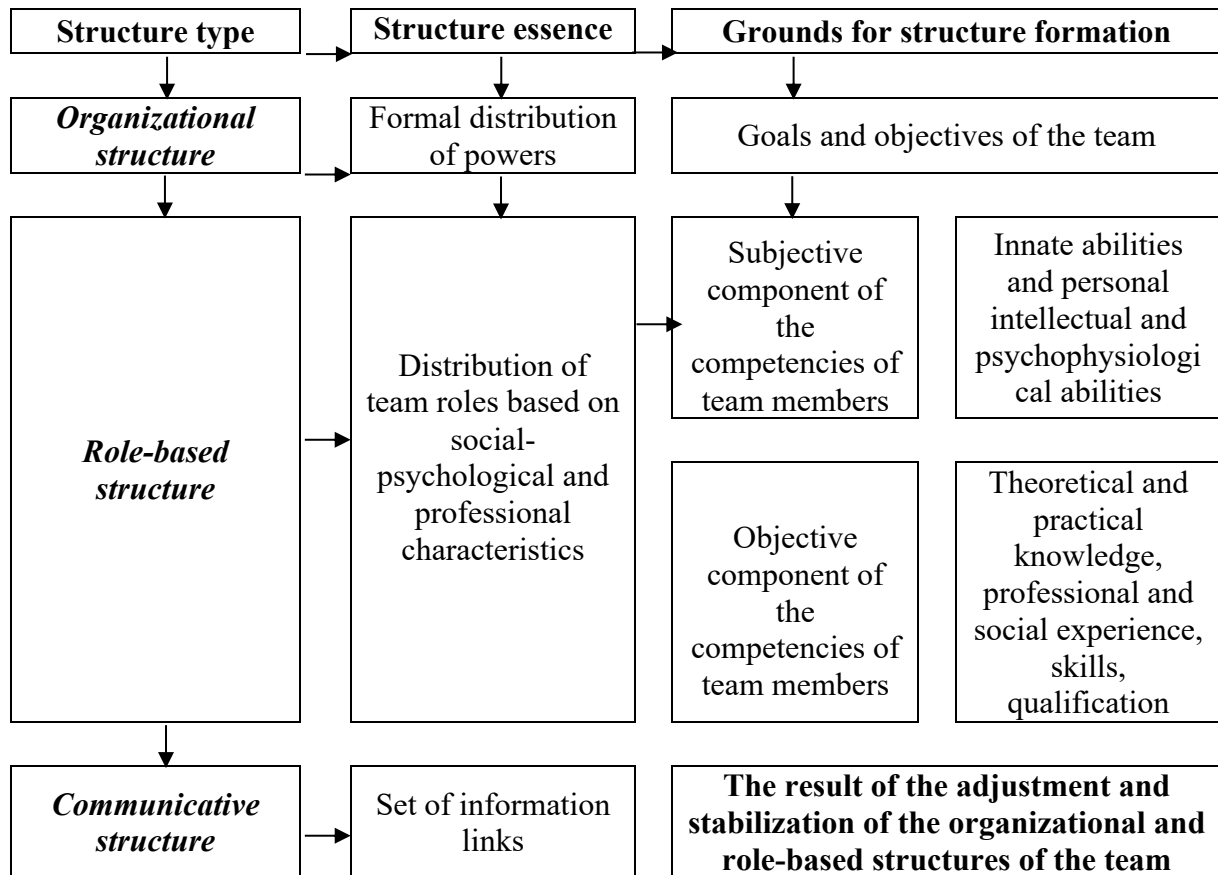 Structure type
Structure essence
Grounds for structure formation
Organizational
structure
Formal distribution
of powers
Goals and objectives of the team
Role-based
structure
Distribution of
team roles based on
social-
psychological and
professional
characteristics
Subjective
component of
the
competencies of
team members
Innate abilities
and personal
intellectual and
psychophysiologi
cal abilities
Objective
component of
the
competencies of
team members
Theoretical and
practical
knowledge,
professional and
social experience,
skills,
qualification
Communicative
structure
Set of information
links
The result of the adjustment and
stabilization of the organizational and
role-based structures of the team